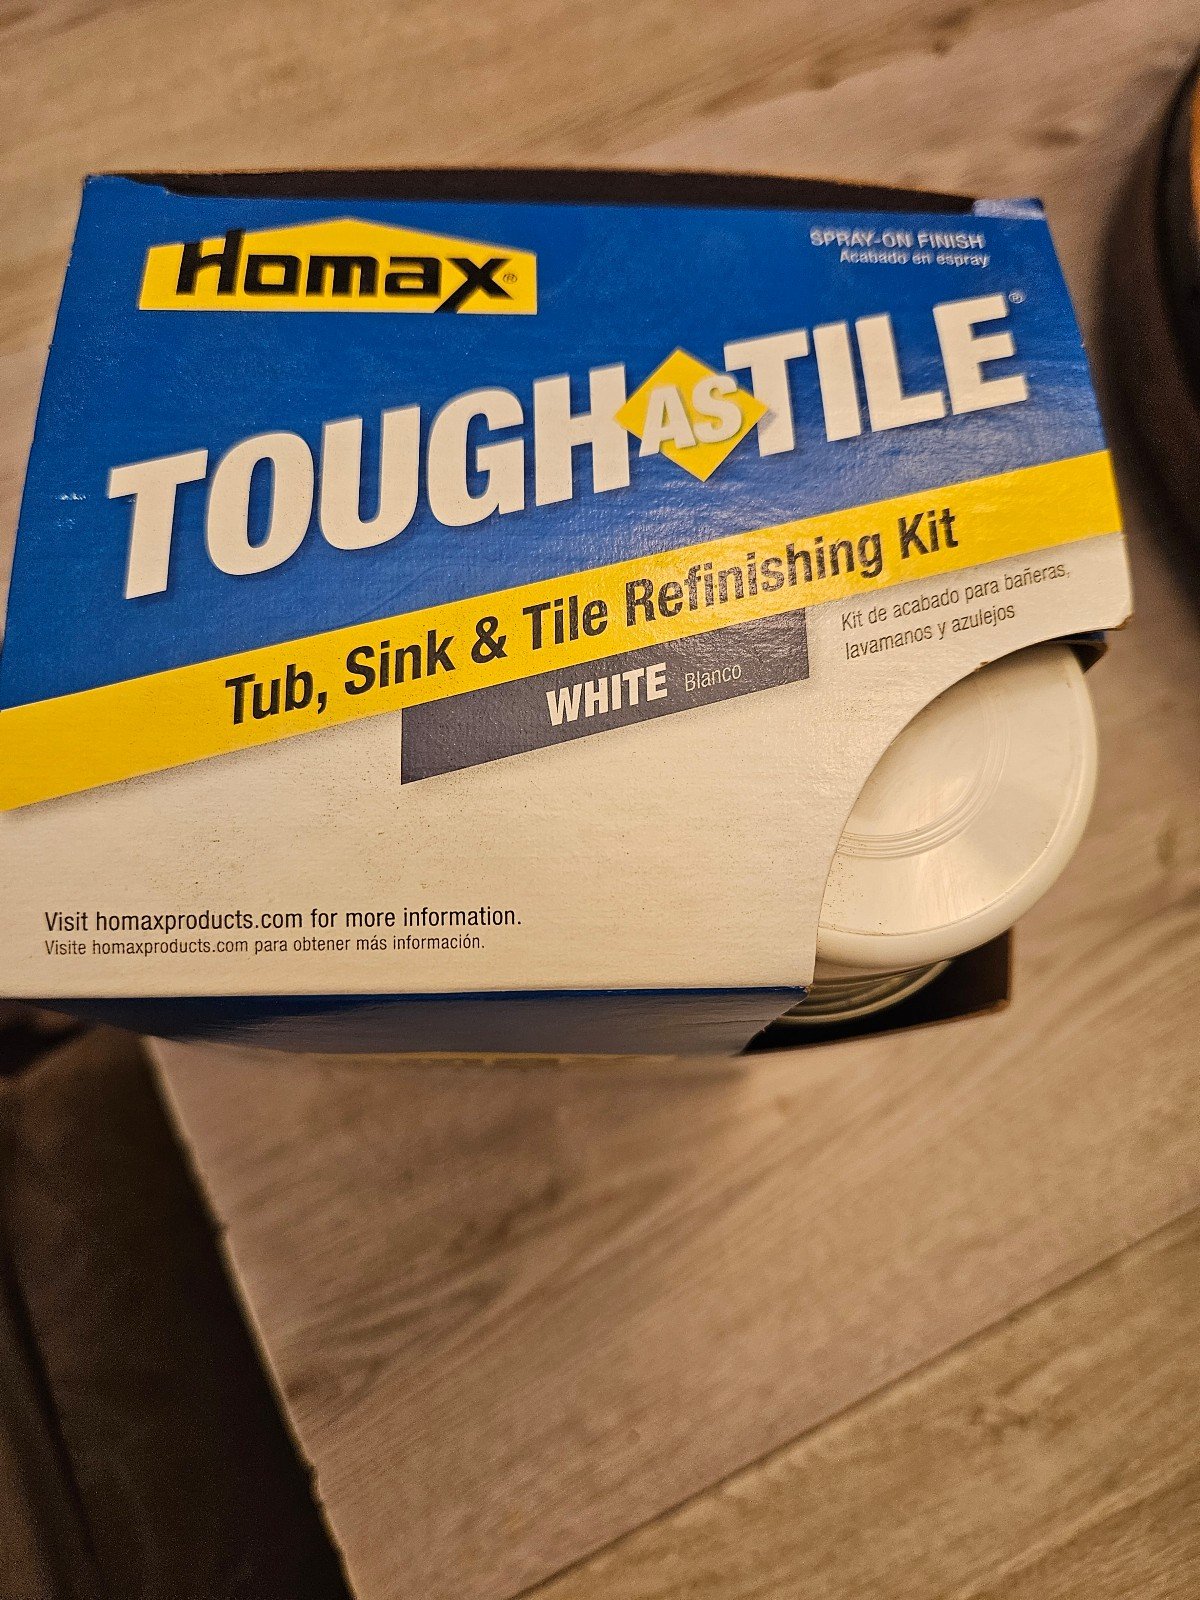 Homax®
SPRAY-ON FINISH
Acabado en espray
TOUGH AS TILE®
Tub, Sink & Tile Refinishing Kit
WHITE Blanco
Kit de acabado para bañeras,
lavamanos y azulejos
Visit homaxproducts.com for more information.
Visite homaxproducts.com para obtener más información.